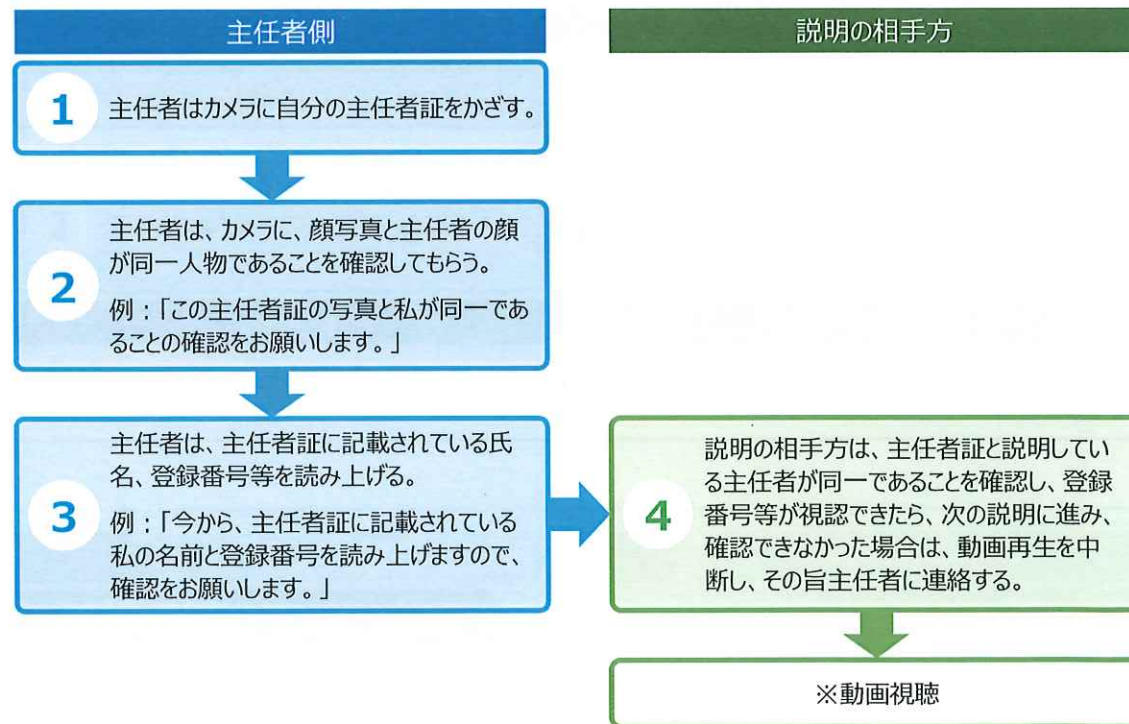 主任者側
説明の相手方
1
主任者はカメラに自分の主任者証をかざす。
2
主任者は、カメラに、顔写真と主任者の顔
が同一人物であることを確認してもらう。
例：「この主任者証の写真と私が同一であ
ることの確認をお願いします。」
3
主任者は、主任者証に記載されている氏
名、登録番号等を読み上げる。
例：「今から、主任者証に記載されている
私の名前と登録番号を読み上げますので、
確認をお願いします。」
4
説明の相手方は、主任者証と説明してい
る主任者が同一であることを確認し、登録
番号等が視認できたら、次の説明に進み、
確認できなかった場合は、動画再生を中
断し、その旨主任者に連絡する。
※動画視聴